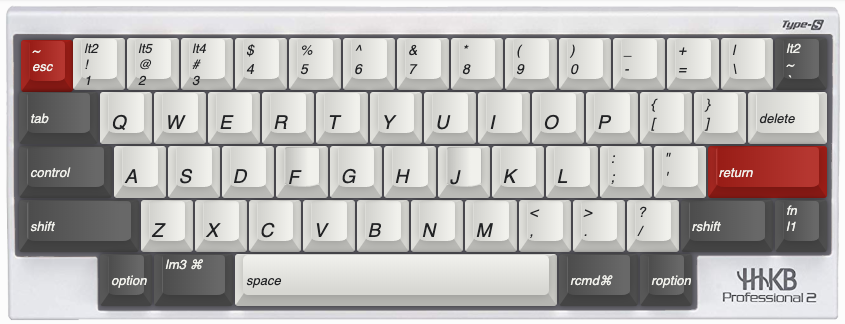 Type-S
~ lt2 lt5 lt4 $ % ^ & * ( ) _ + | lt2
esc ! @ # 4 5 6 7 8 9 0 - = \ ~
1 2 3 `
tab Q W E R T Y U I O P { [ } ] delete
control A S D F G H J K L : ; " ' return
shift Z X C V B N M < , > . ? / rshift fn l1
option lm3 ⌘ space rcmd⌘ roption
HHKB
Professional 2